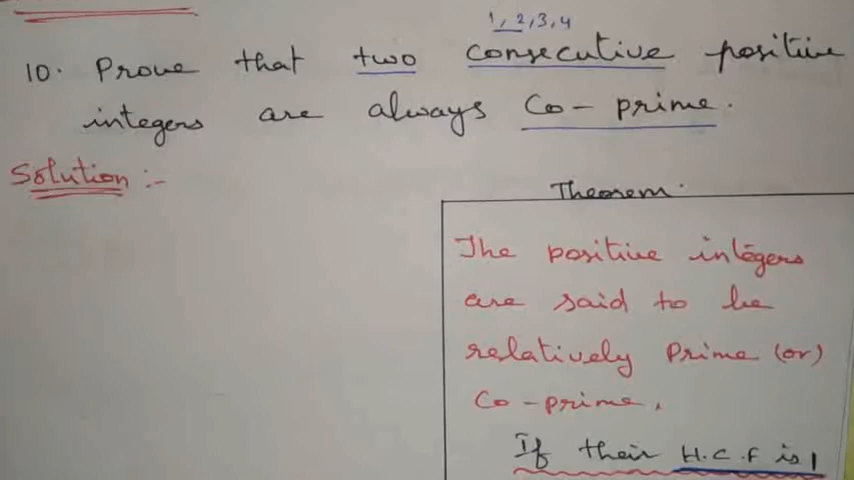 1, 2, 3, 4
10. Prove that two consecutive positive
integers are always Co-prime.
Solution :-
Theorem.
The positive integers
are said to be
relatively Prime (or)
Co-prime,
If their H.C.F is 1